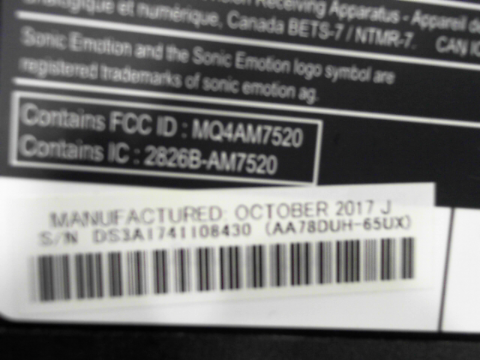 Receiving Apparatus - Appareil de
analogique et numérique, Canada BETS-7 / NTMR-7. CAN IC
Sonic Emotion and the Sonic Emotion logo symbol are
registered trademarks of sonic emotion ag.
Contains FCC ID : MQ4AM7520
Contains IC : 2826B-AM7520
MANUFACTURED: OCTOBER 2017 J
S/N DS3A1741108430 (AA78DUH-65UX)